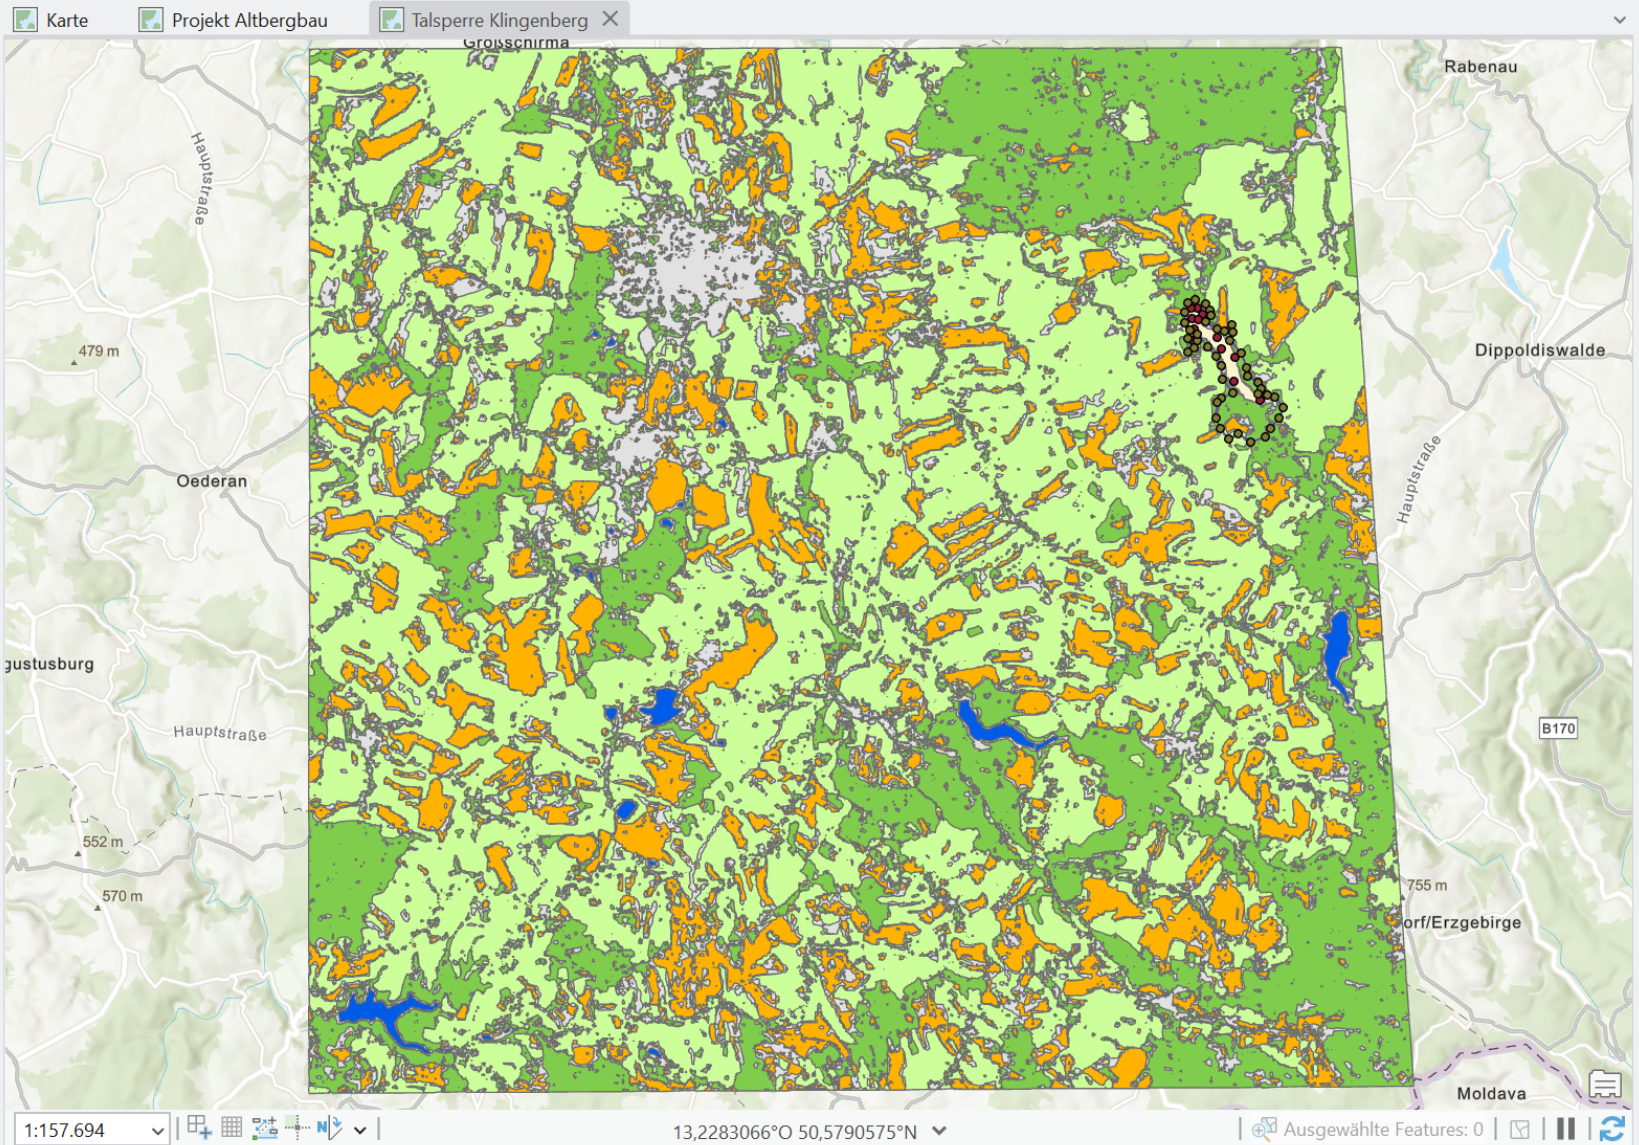 Karte
Projekt Altbergbau
Talsperre Klingenberg
Großschirma
Rabenau
Hauptstraße
479 m
Dippoldiswalde
Oederan
Hauptstraße
gustusburg
Hauptstraße
B170
552 m
570 m
755 m
orf/Erzgebirge
Moldava
1:157.694
13,2283066°O 50,5790575°N
Ausgewählte Features: 0